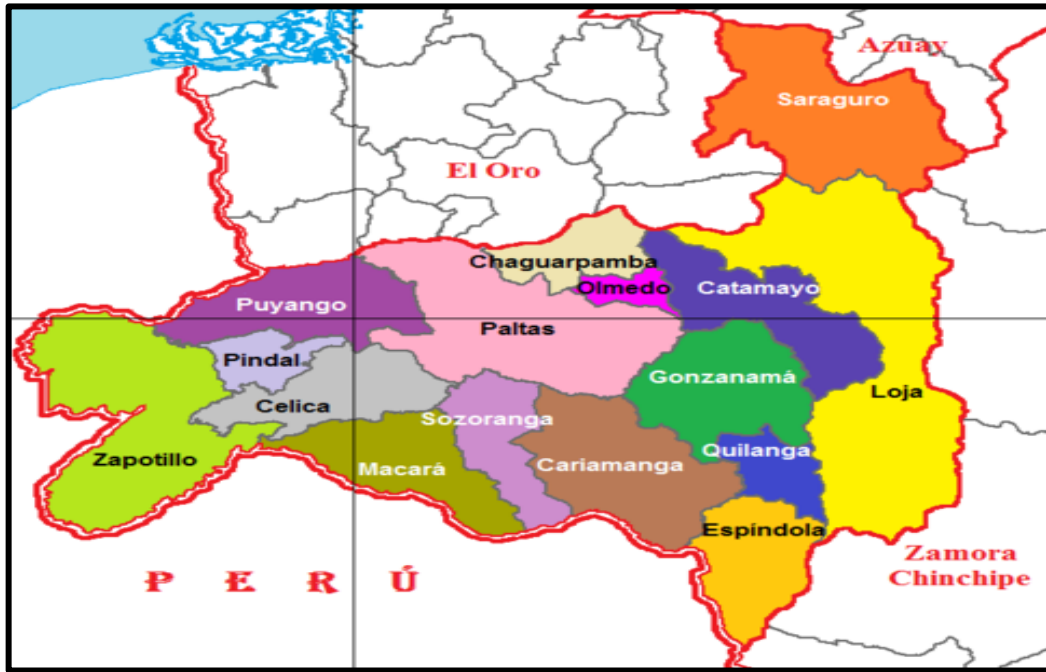 Azuay
Saraguro
El Oro
Chaguarpamba
Olmedo
Catamayo
Puyango
Paltas
Pindal
Gonzanamá
Loja
Celica
Sozoranga
Quilanga
Zapotillo
Macará
Cariamanga
Espíndola
Zamora
Chinchipe
PERÚ